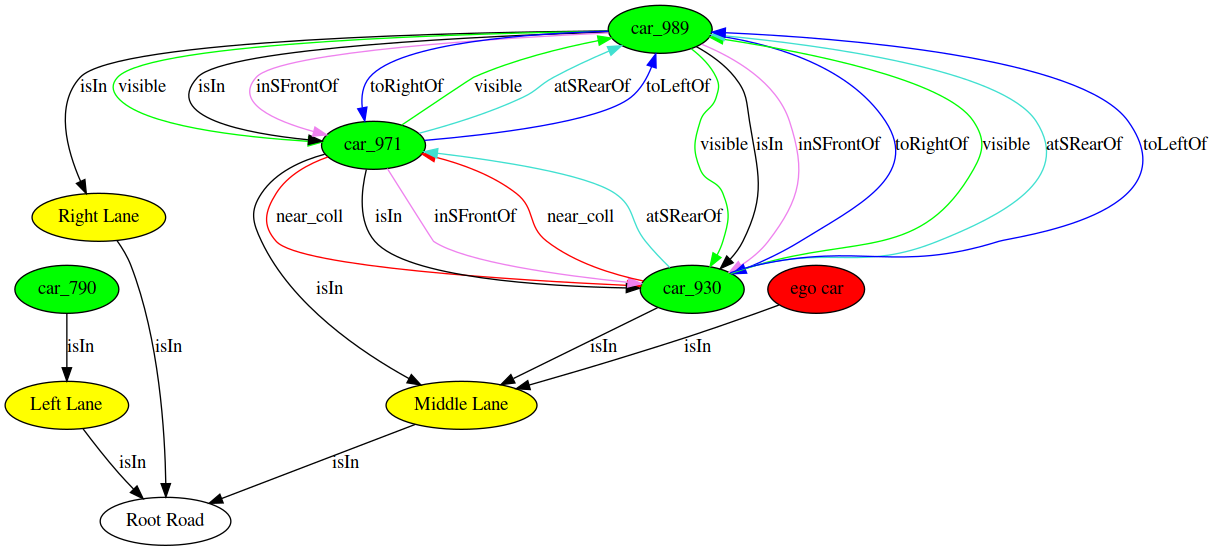 car_989
isIn
visible
isIn
inSFrontOf
toRightOf
visible
atSRearOf
toLeftOf
car_971
visible
isIn
inSFrontOf
toRightOf
visible
atSRearOf
toLeftOf
Right Lane
near_coll
isIn
inSFrontOf
near_coll
atSRearOf
car_790
isIn
car_930
ego car
isIn
isIn
isIn
isIn
Left Lane
Middle Lane
isIn
isIn
Root Road